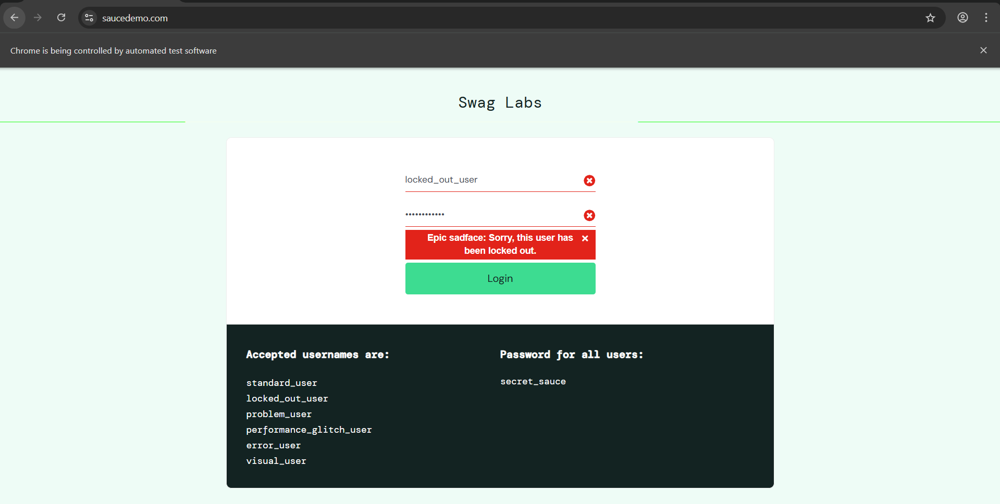 saucedemo.com
Chrome is being controlled by automated test software
Swag Labs
locked_out_user
••••••••••••
Epic sadface: Sorry, this user has
been locked out.
Login
Accepted usernames are:
standard_user
locked_out_user
problem_user
performance_glitch_user
error_user
visual_user
Password for all users:
secret_sauce